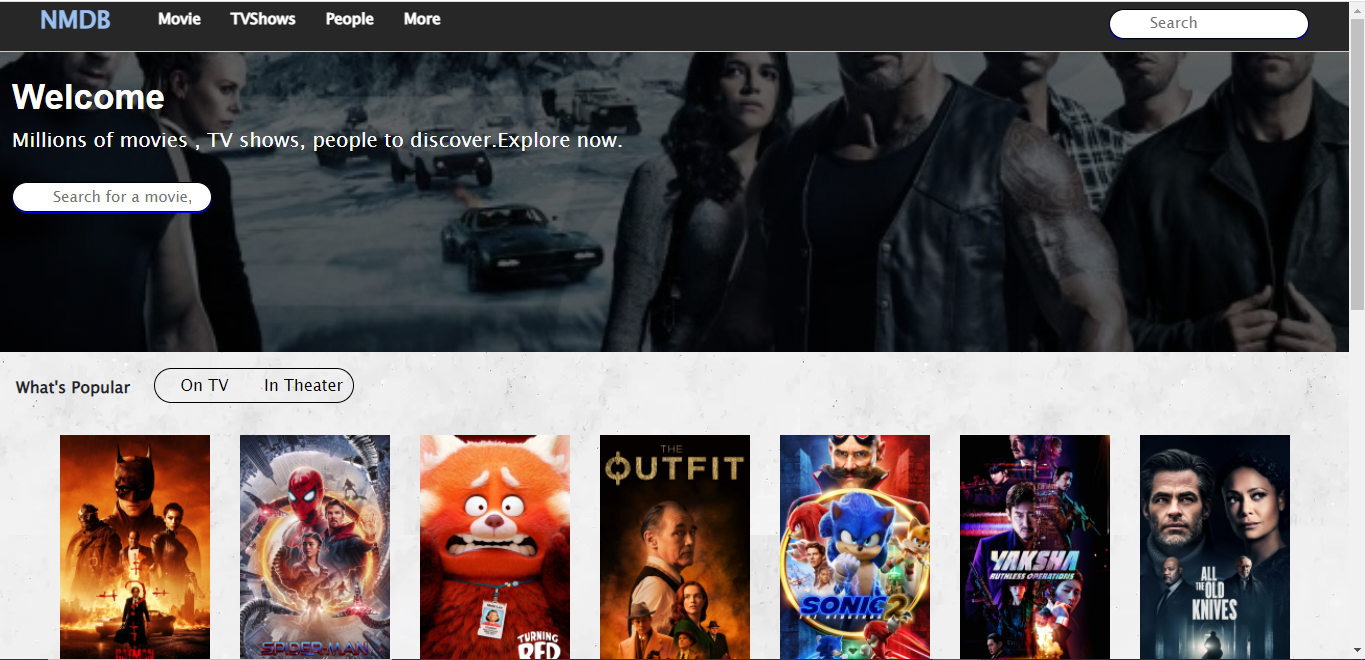 NMDB Movie TVShows People More Search
Welcome
Millions of movies , TV shows, people to discover.Explore now.
Search for a movie,
What's Popular On TV In Theater
THE
OUTFIT
SPIDER-MAN
TURNING
RED
SONIC 2
THE HEDGEHOG
YAKSHA
RUTHLESS OPERATIONS
ALL
THE OLD
KNIVES